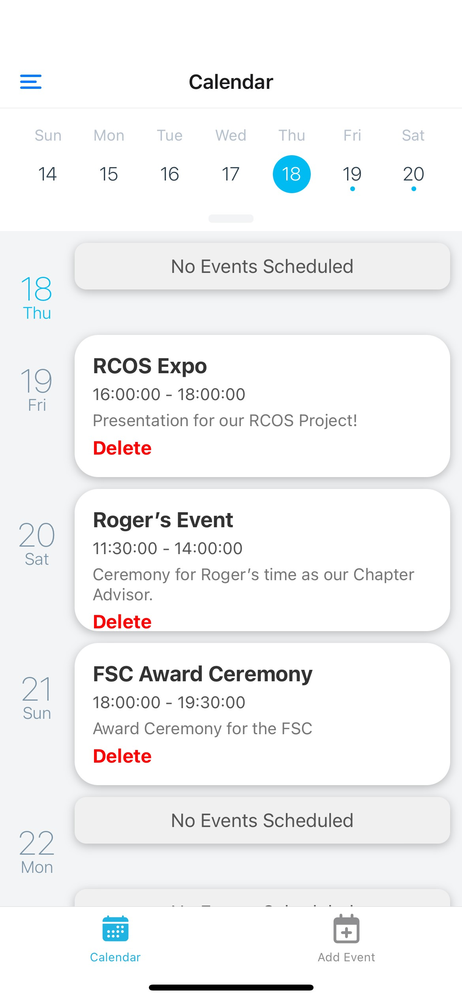 Calendar
Sun Mon Tue Wed Thu Fri Sat
14 15 16 17 18 19 20
No Events Scheduled
18
Thu
RCOS Expo
19
16:00:00 - 18:00:00
Fri
Presentation for our RCOS Project!
Delete
Roger’s Event
20
11:30:00 - 14:00:00
Sat
Ceremony for Roger’s time as our Chapter
Advisor.
Delete
FSC Award Ceremony
21
18:00:00 - 19:30:00
Sun
Award Ceremony for the FSC
Delete
No Events Scheduled
22
Mon
Calendar Add Event